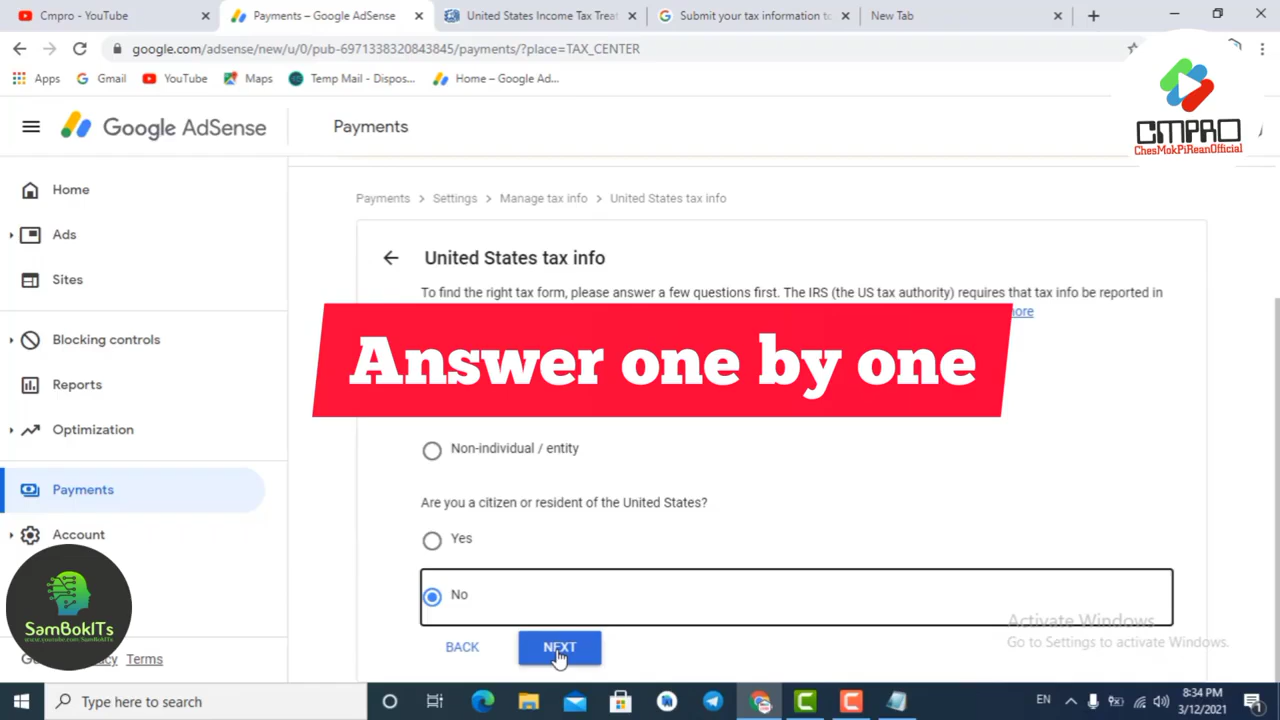 Cmpro - YouTube
Payments – Google AdSense
United States Income Tax Treat
Submit your tax information to
New Tab
google.com/adsense/new/u/0/pub-6971338320843845/payments/?place=TAX_CENTER
Apps
Gmail
YouTube
Maps
Temp Mail - Dispos...
Home – Google Ad...
CMPRO
ChesMokPiReanOfficial
Google AdSense
Payments
Home
Ads
Sites
Blocking controls
Reports
Optimization
Payments
Account
Payments > Settings > Manage tax info > United States tax info
United States tax info
To find the right tax form, please answer a few questions first. The IRS (the US tax authority) requires that tax info be reported in
Answer one by one
Non-individual / entity
Are you a citizen or resident of the United States?
Yes
No
BACK
NEXT
Activate Windows
Go to Settings to activate Windows.
SamBokITs
Terms
Type here to search
EN
8:34 PM
3/12/2021
1